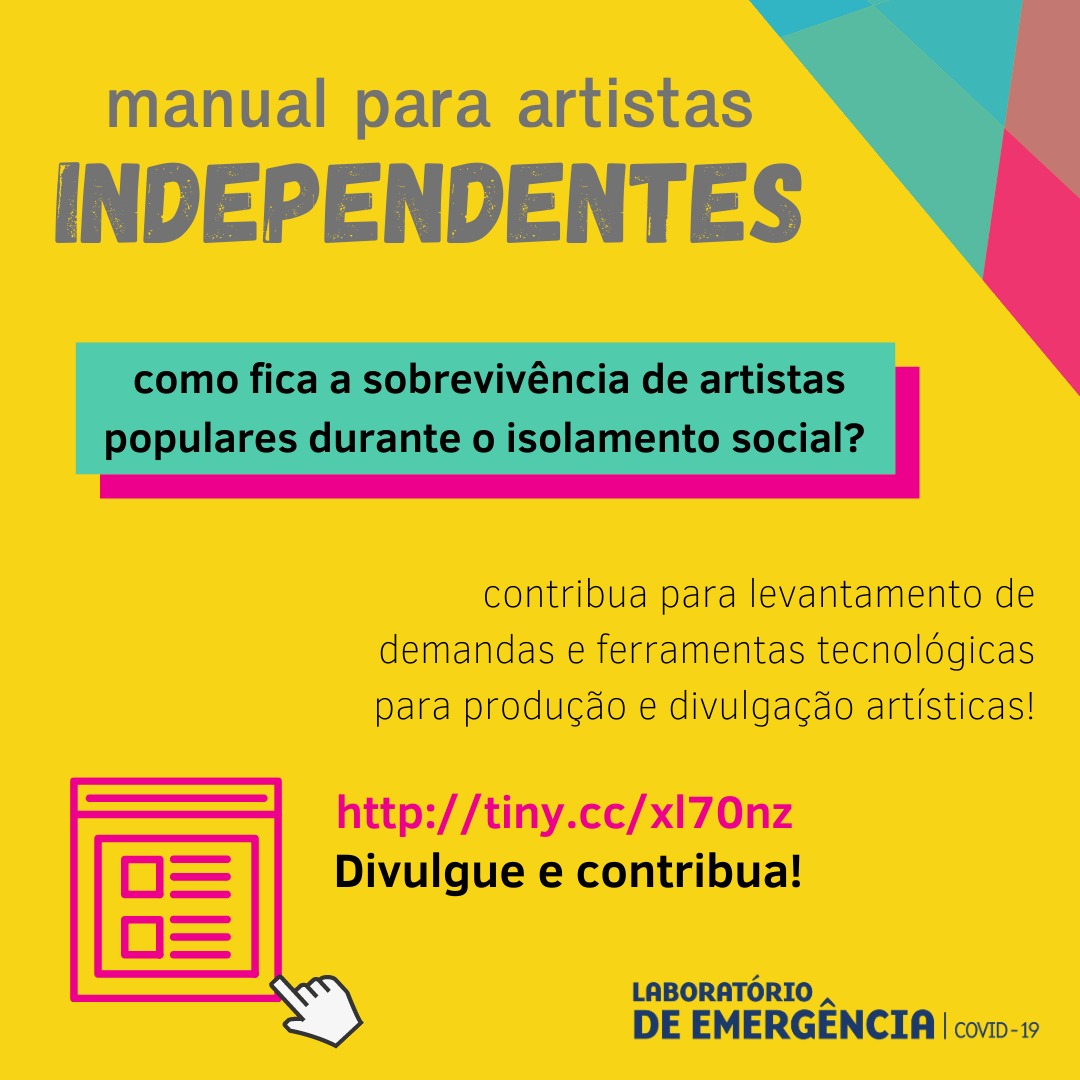 manual para artistas
INDEPENDENTES
como fica a sobrevivência de artistas
populares durante o isolamento social?
contribua para levantamento de
demandas e ferramentas tecnológicas
para produção e divulgação artísticas!
http://tiny.cc/xl70nz
Divulgue e contribua!
LABORATÓRIO
DE EMERGÊNCIA | COVID-19